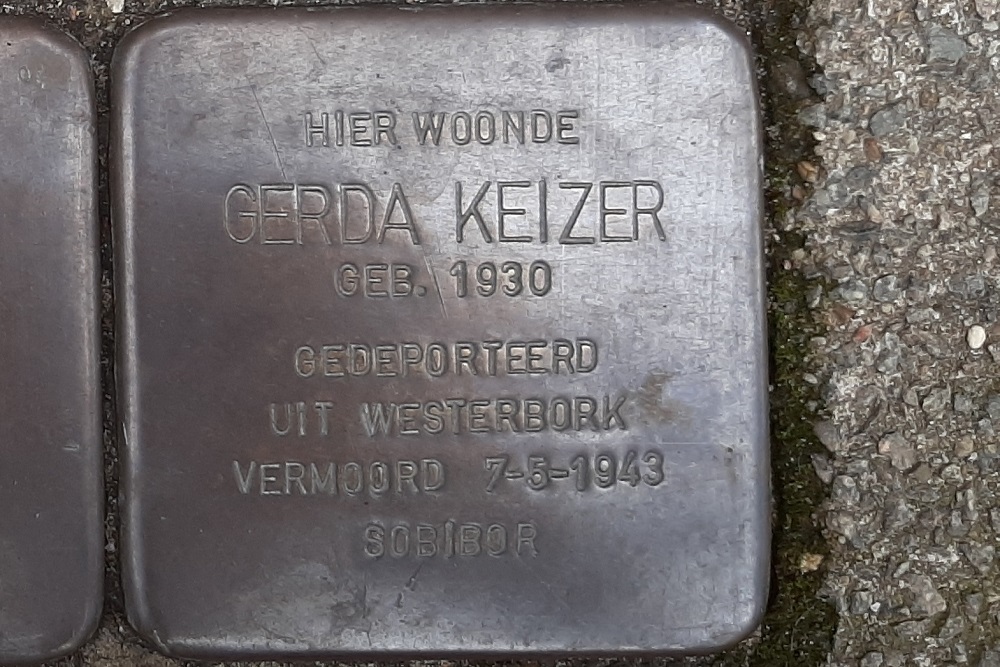 HIER WOONDE
GERDA KEIZER
GEB. 1930
GEDEPORTEERD
UIT WESTERBORK
VERMOORD 7-5-1943
SOBIBOR